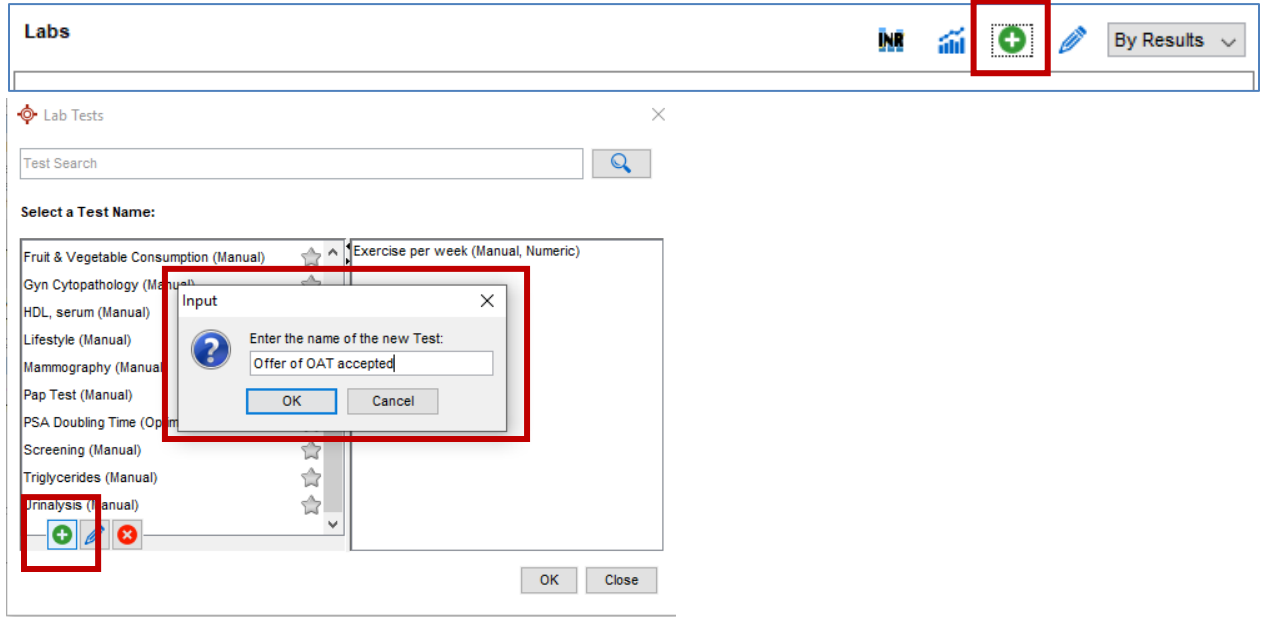 Labs
INR
By Results
Lab Tests
Test Search
Select a Test Name:
Fruit & Vegetable Consumption (Manual)
Exercise per week (Manual, Numeric)
Gyn Cytopathology (Manual)
HDL, serum (Manual)
Lifestyle (Manual)
Mammography (Manual
Pap Test (Manual)
PSA Doubling Time (Optim
Screening (Manual)
Triglycerides (Manual)
Urinalysis (Manual)
Input
Enter the name of the new Test:
Offer of OAT accepted
OK
Cancel
OK
Close